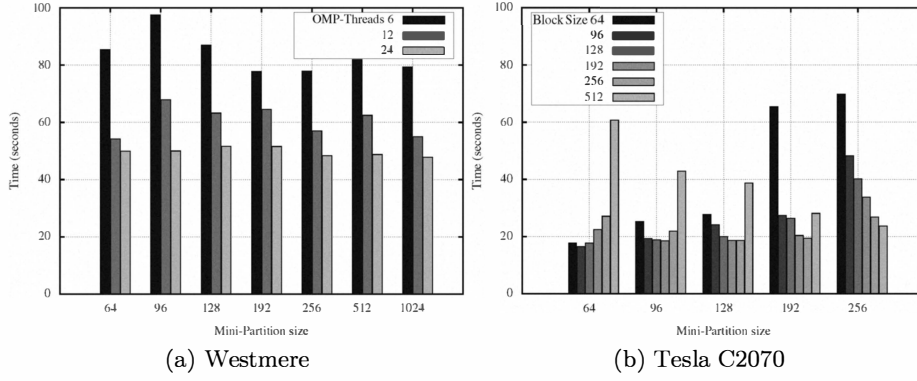 100
80
60
40
20
0
Time (seconds)
OMP-Threads 6
12
24
64 96 128 192 256 512 1024
Mini-Partition size
(a) Westmere
100
80
60
40
20
0
Time (seconds)
Block Size 64
96
128
192
256
512
64 96 128 192 256
Mini-Partition size
(b) Tesla C2070